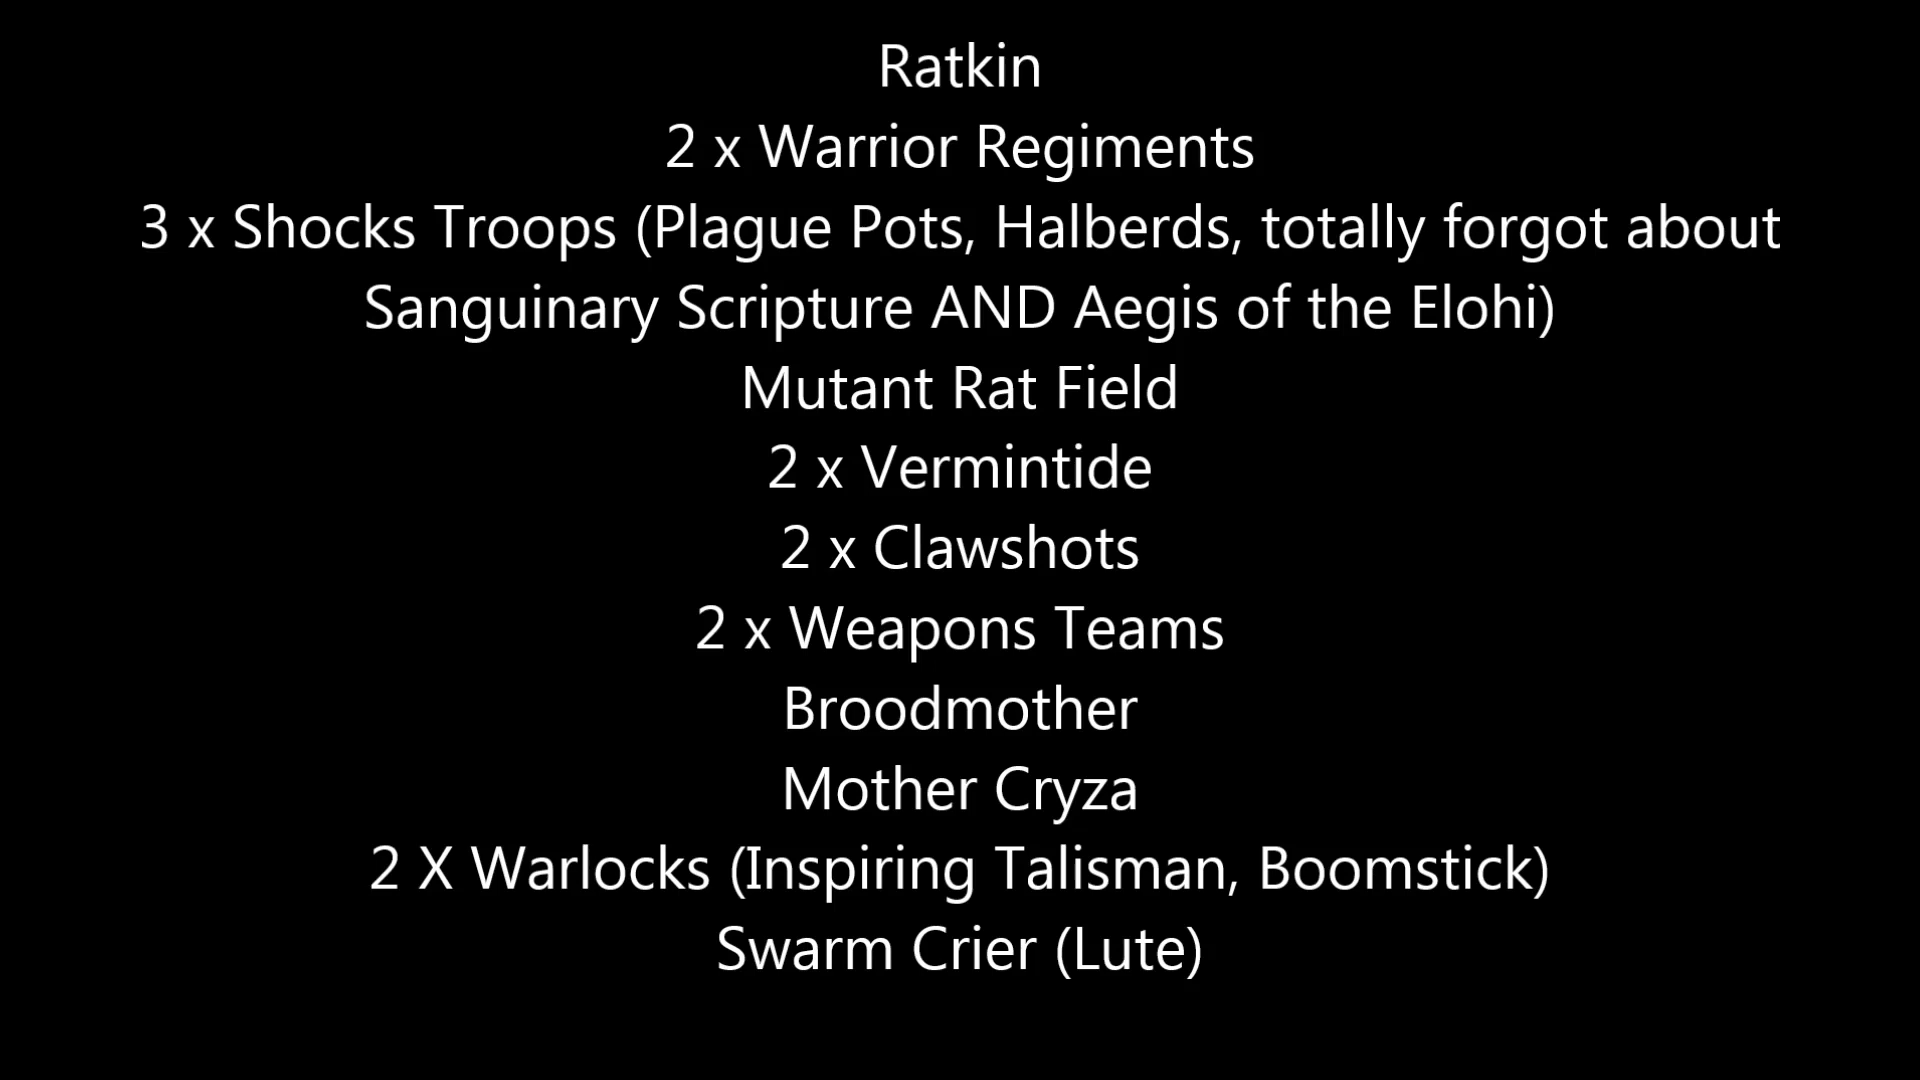 Ratkin
2 x Warrior Regiments
3 x Shocks Troops (Plague Pots, Halberds, totally forgot about
Sanguinary Scripture AND Aegis of the Elohi)
Mutant Rat Field
2 x Vermintide
2 x Clawshots
2 x Weapons Teams
Broodmother
Mother Cryza
2 X Warlocks (Inspiring Talisman, Boomstick)
Swarm Crier (Lute)